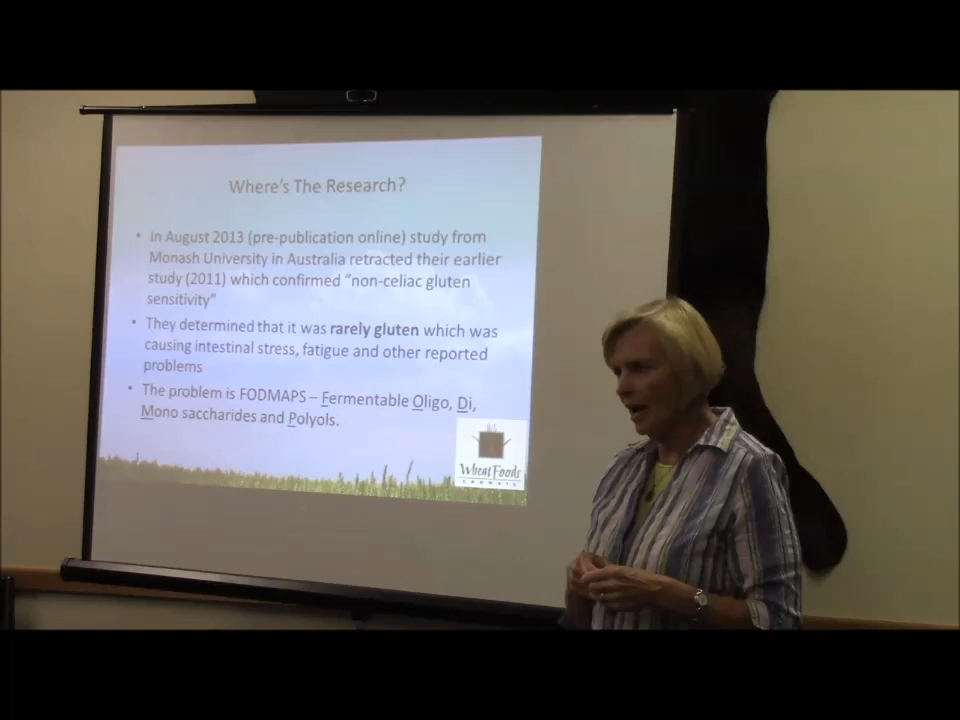 Where's The Research?
• In August 2013 (pre-publication online) study from
Monash University in Australia retracted their earlier
study (2011) which confirmed "non-celiac gluten
sensitivity"
• They determined that it was rarely gluten which was
causing intestinal stress, fatigue and other reported
problems
• The problem is FODMAPS – Fermentable Oligo, Di,
Mono saccharides and Polyols.
Wheat Foods
COUNCIL